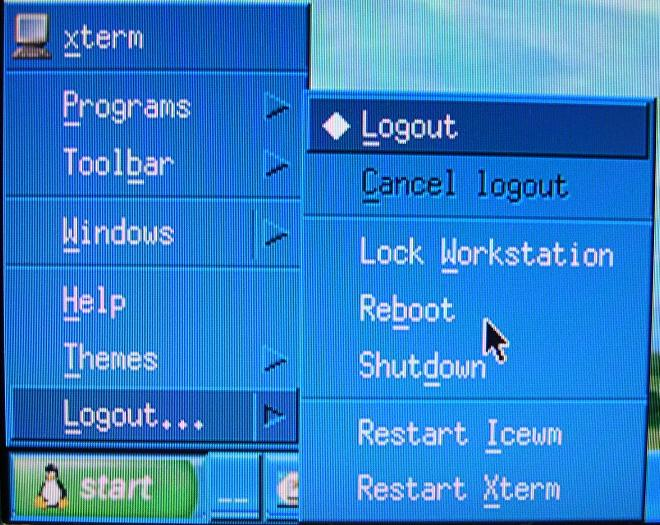 xterm
Programs
Toolbar
Windows
Help
Themes
Logout...
start
Logout
Cancel logout
Lock Workstation
Reboot
Shutdown
Restart Icewm
Restart Xterm